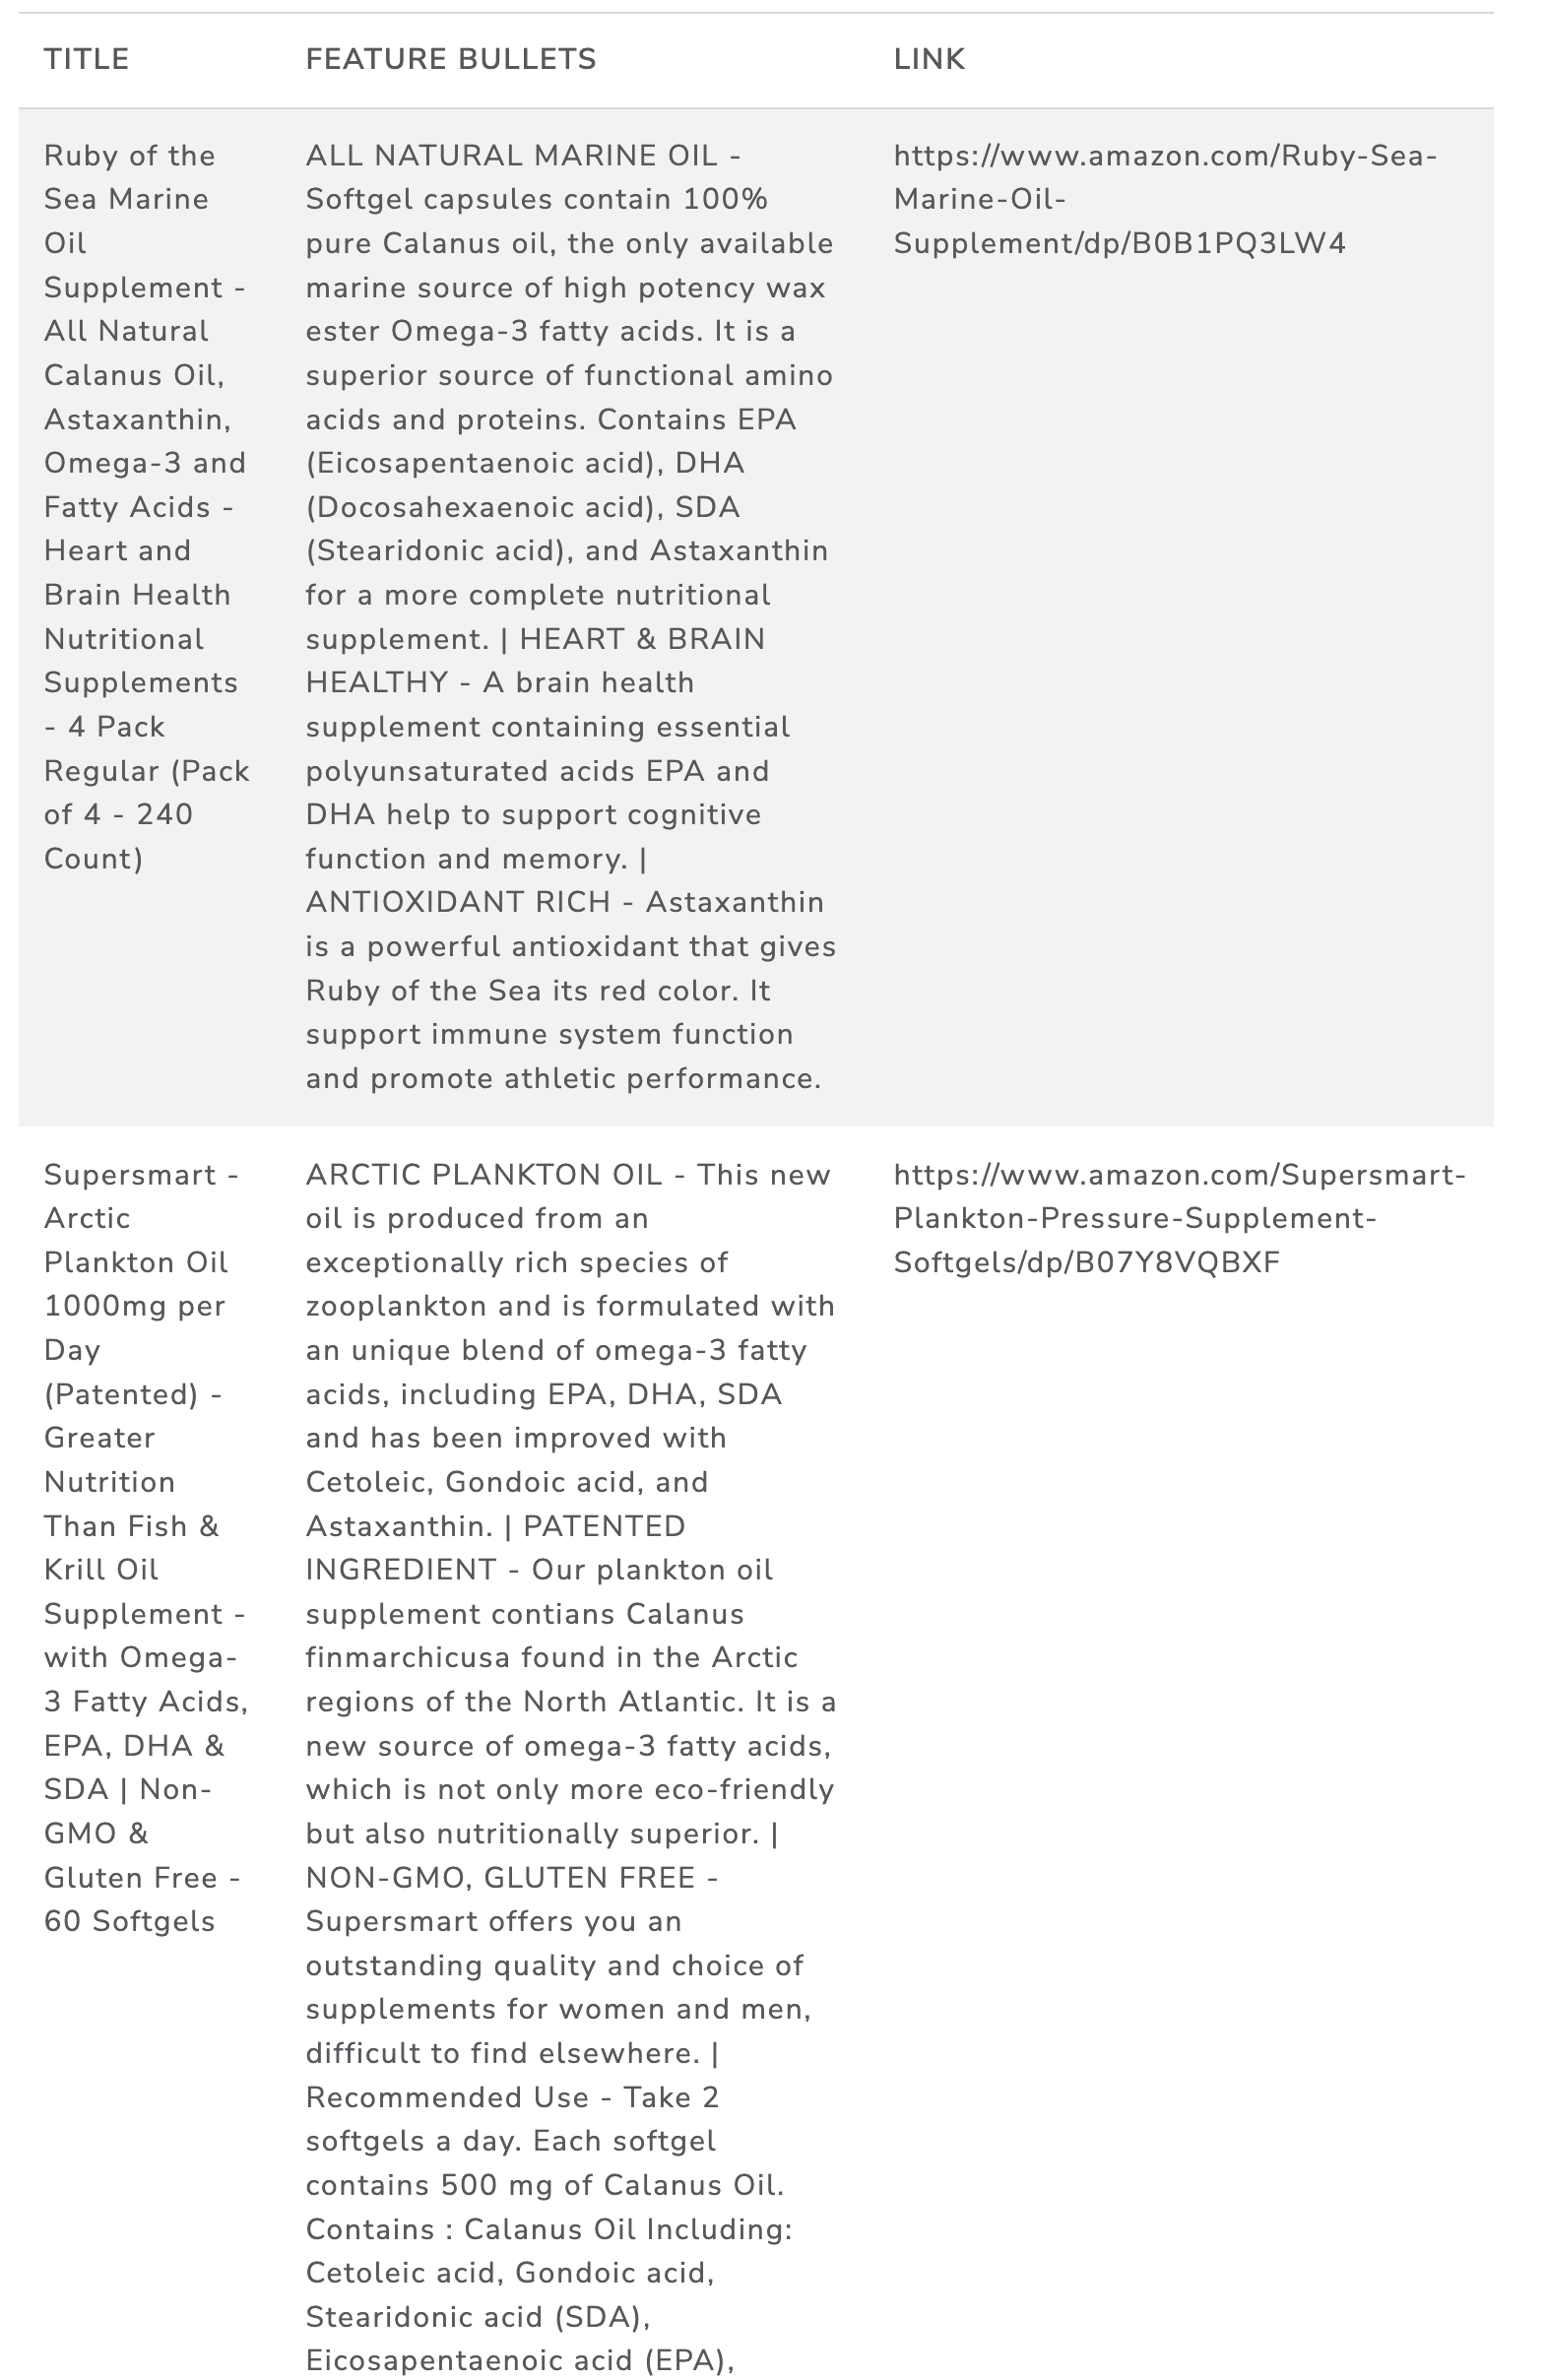 TITLE
FEATURE BULLETS
LINK
Ruby of the
Sea Marine
Oil
Supplement -
All Natural
Calanus Oil,
Astaxanthin,
Omega-3 and
Fatty Acids -
Heart and
Brain Health
Nutritional
Supplements
- 4 Pack
Regular (Pack
of 4 - 240
Count)
ALL NATURAL MARINE OIL -
Softgel capsules contain 100%
pure Calanus oil, the only available
marine source of high potency wax
ester Omega-3 fatty acids. It is a
superior source of functional amino
acids and proteins. Contains EPA
(Eicosapentaenoic acid), DHA
(Docosahexaenoic acid), SDA
(Stearidonic acid), and Astaxanthin
for a more complete nutritional
supplement. | HEART & BRAIN
HEALTHY - A brain health
supplement containing essential
polyunsaturated acids EPA and
DHA help to support cognitive
function and memory. |
ANTIOXIDANT RICH - Astaxanthin
is a powerful antioxidant that gives
Ruby of the Sea its red color. It
support immune system function
and promote athletic performance.
https://www.amazon.com/Ruby-Sea-
Marine-Oil-
Supplement/dp/B0B1PQ3LW4
Supersmart -
Arctic
Plankton Oil
1000mg per
Day
(Patented) -
Greater
Nutrition
Than Fish &
Krill Oil
Supplement -
with Omega-
3 Fatty Acids,
EPA, DHA &
SDA | Non-
GMO &
Gluten Free -
60 Softgels
ARCTIC PLANKTON OIL - This new
oil is produced from an
exceptionally rich species of
zooplankton and is formulated with
an unique blend of omega-3 fatty
acids, including EPA, DHA, SDA
and has been improved with
Cetoleic, Gondoic acid, and
Astaxanthin. | PATENTED
INGREDIENT - Our plankton oil
supplement contians Calanus
finmarchicusa found in the Arctic
regions of the North Atlantic. It is a
new source of omega-3 fatty acids,
which is not only more eco-friendly
but also nutritionally superior. |
NON-GMO, GLUTEN FREE -
Supersmart offers you an
outstanding quality and choice of
supplements for women and men,
difficult to find elsewhere. |
Recommended Use - Take 2
softgels a day. Each softgel
contains 500 mg of Calanus Oil.
Contains : Calanus Oil Including:
Cetoleic acid, Gondoic acid,
Stearidonic acid (SDA),
Eicosapentaenoic acid (EPA),
https://www.amazon.com/Supersmart-
Plankton-Pressure-Supplement-
Softgels/dp/B07Y8VQBXF